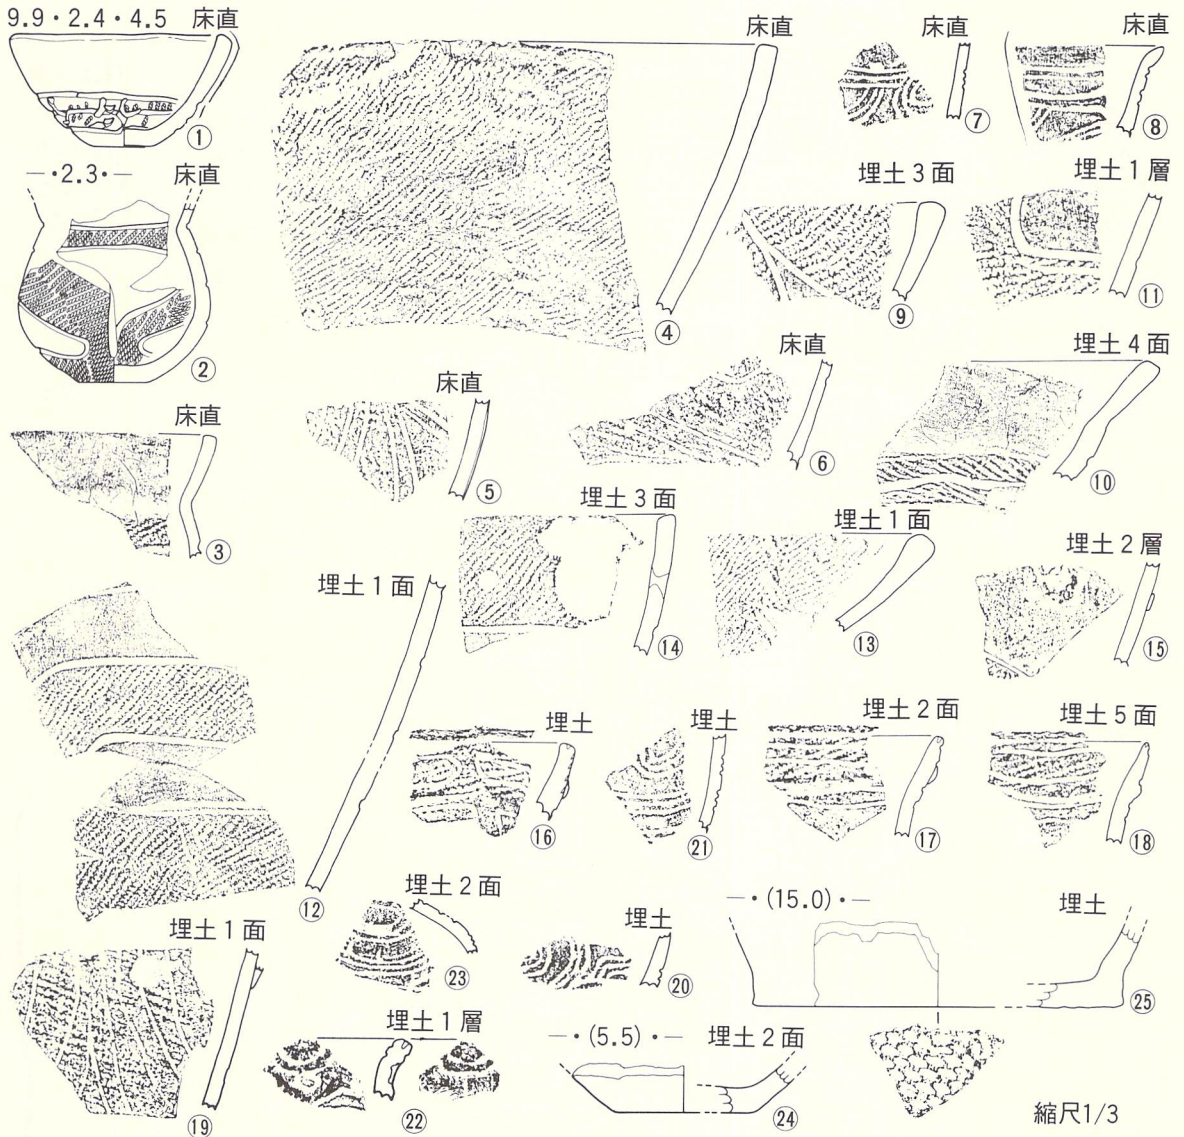 9.9・2.4・4.5 床直
①
—・2.3・— 床直
②
床直
③
床直
④
床直
⑤
床直
⑥
床直
⑦
床直
⑧
埋土3面
⑨
埋土4面
⑩
埋土1層
⑪
埋土1面
⑫
埋土1面
⑬
埋土3面
⑭
埋土2層
⑮
埋土
⑯
埋土2面
⑰
埋土5面
⑱
埋土1面
⑲
埋土
⑳
埋土
㉑
埋土1層
㉒
埋土2面
㉓
—・(5.5)・— 埋土2面
㉔
—・(15.0)・— 埋土
㉕
縮尺1/3